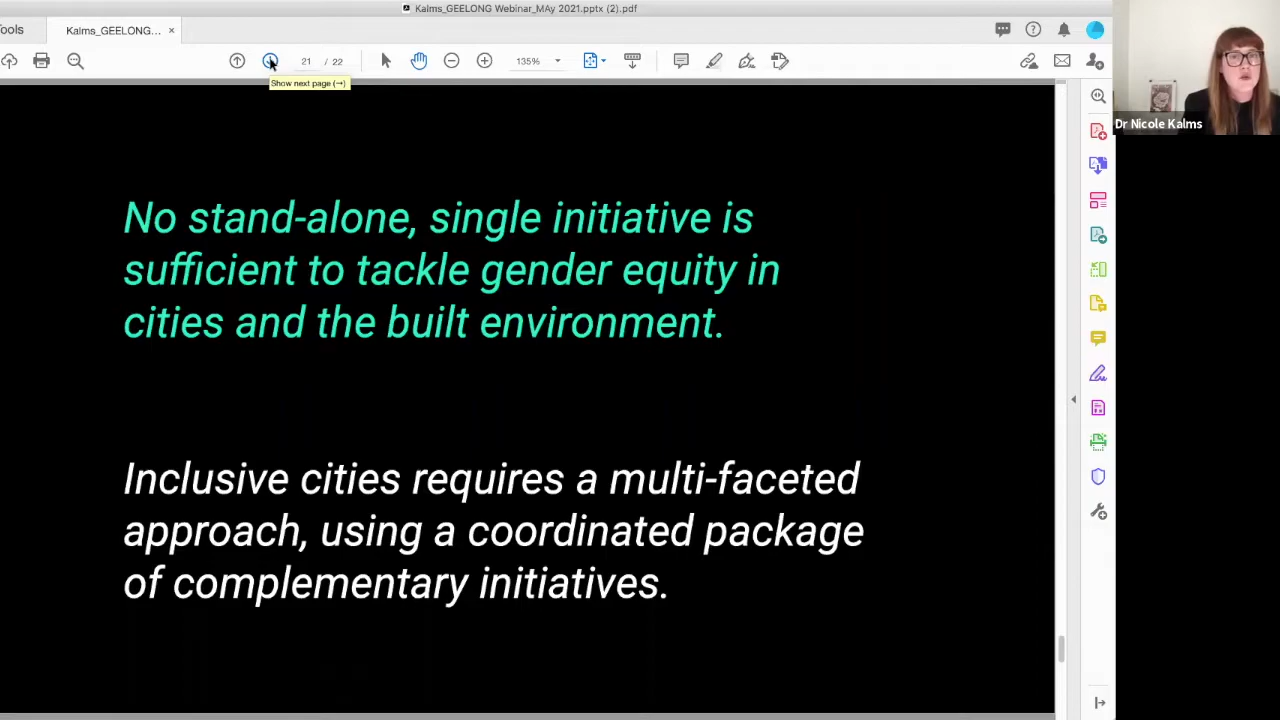 Kalms_GEELONG Webinar_MAy 2021.pptx (2).pdf
Tools
Kalms_GEELONG... ×
21 / 22
135%
Show next page (→)
Dr Nicole Kalms
No stand-alone, single initiative is
sufficient to tackle gender equity in
cities and the built environment.
Inclusive cities requires a multi-faceted
approach, using a coordinated package
of complementary initiatives.